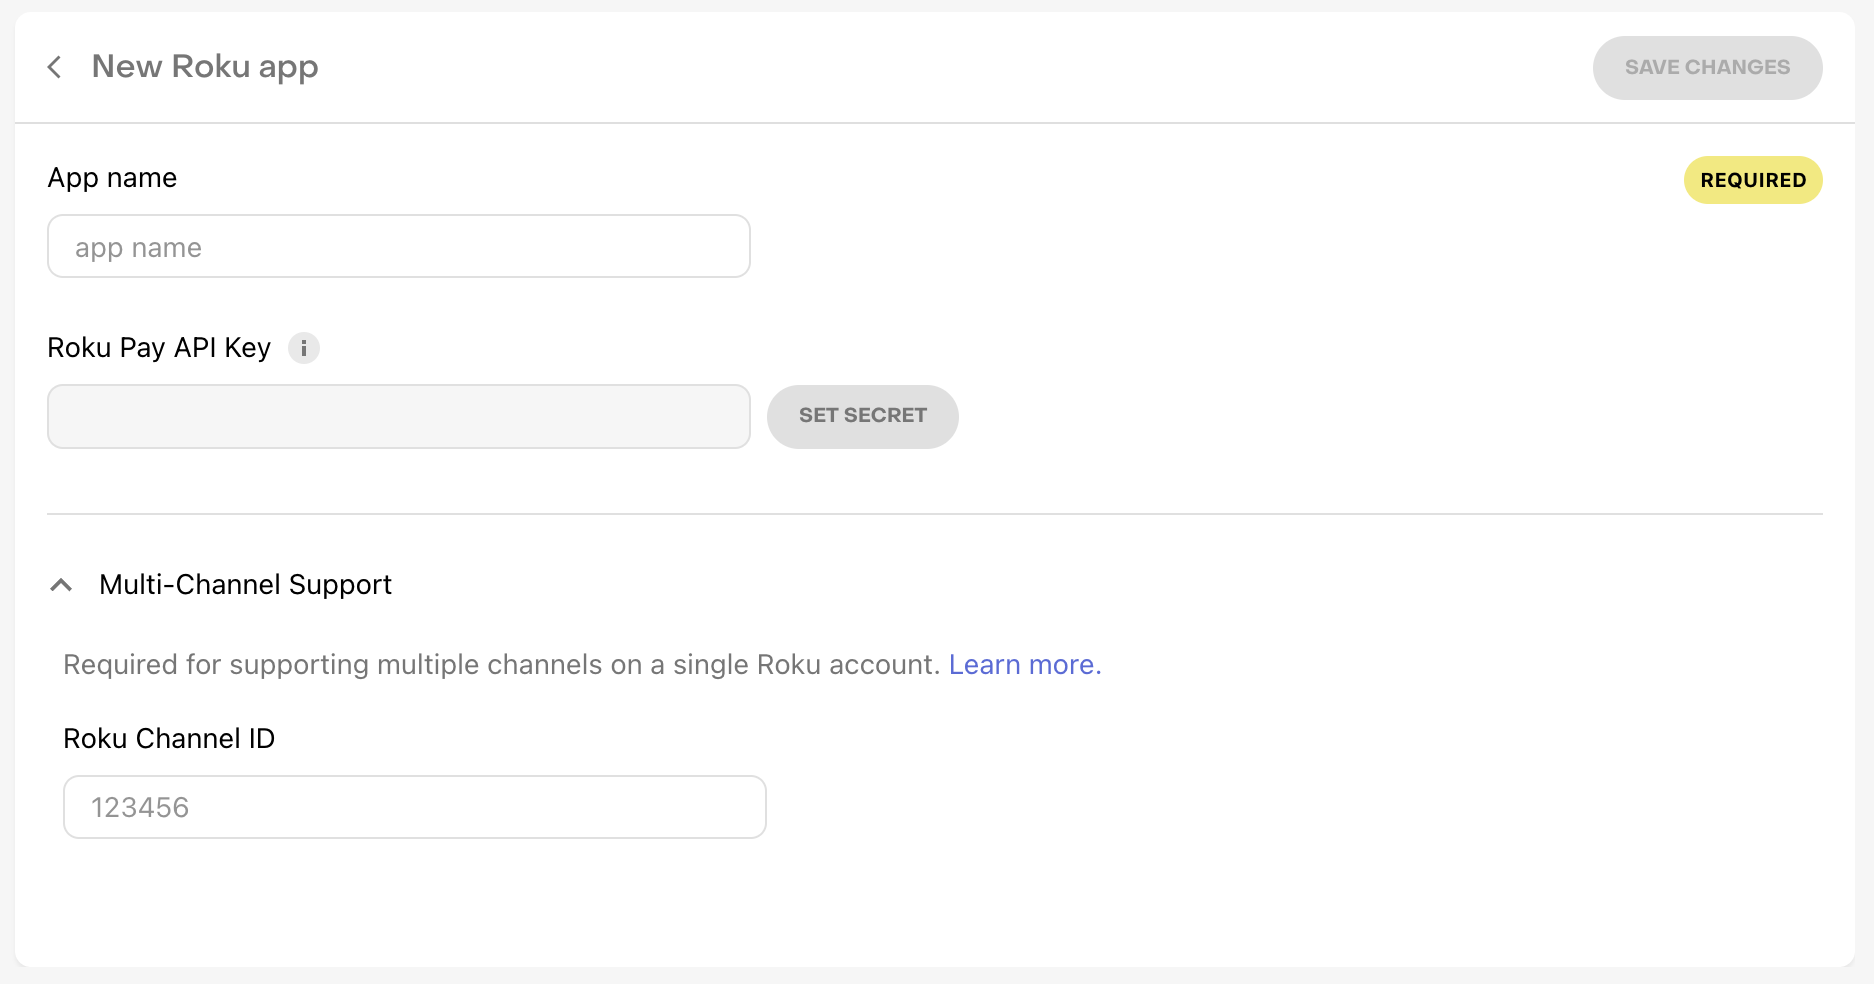 New Roku app
SAVE CHANGES
App name
REQUIRED
app name
Roku Pay API Key i
SET SECRET
Multi-Channel Support
Required for supporting multiple channels on a single Roku account. Learn more.
Roku Channel ID
123456